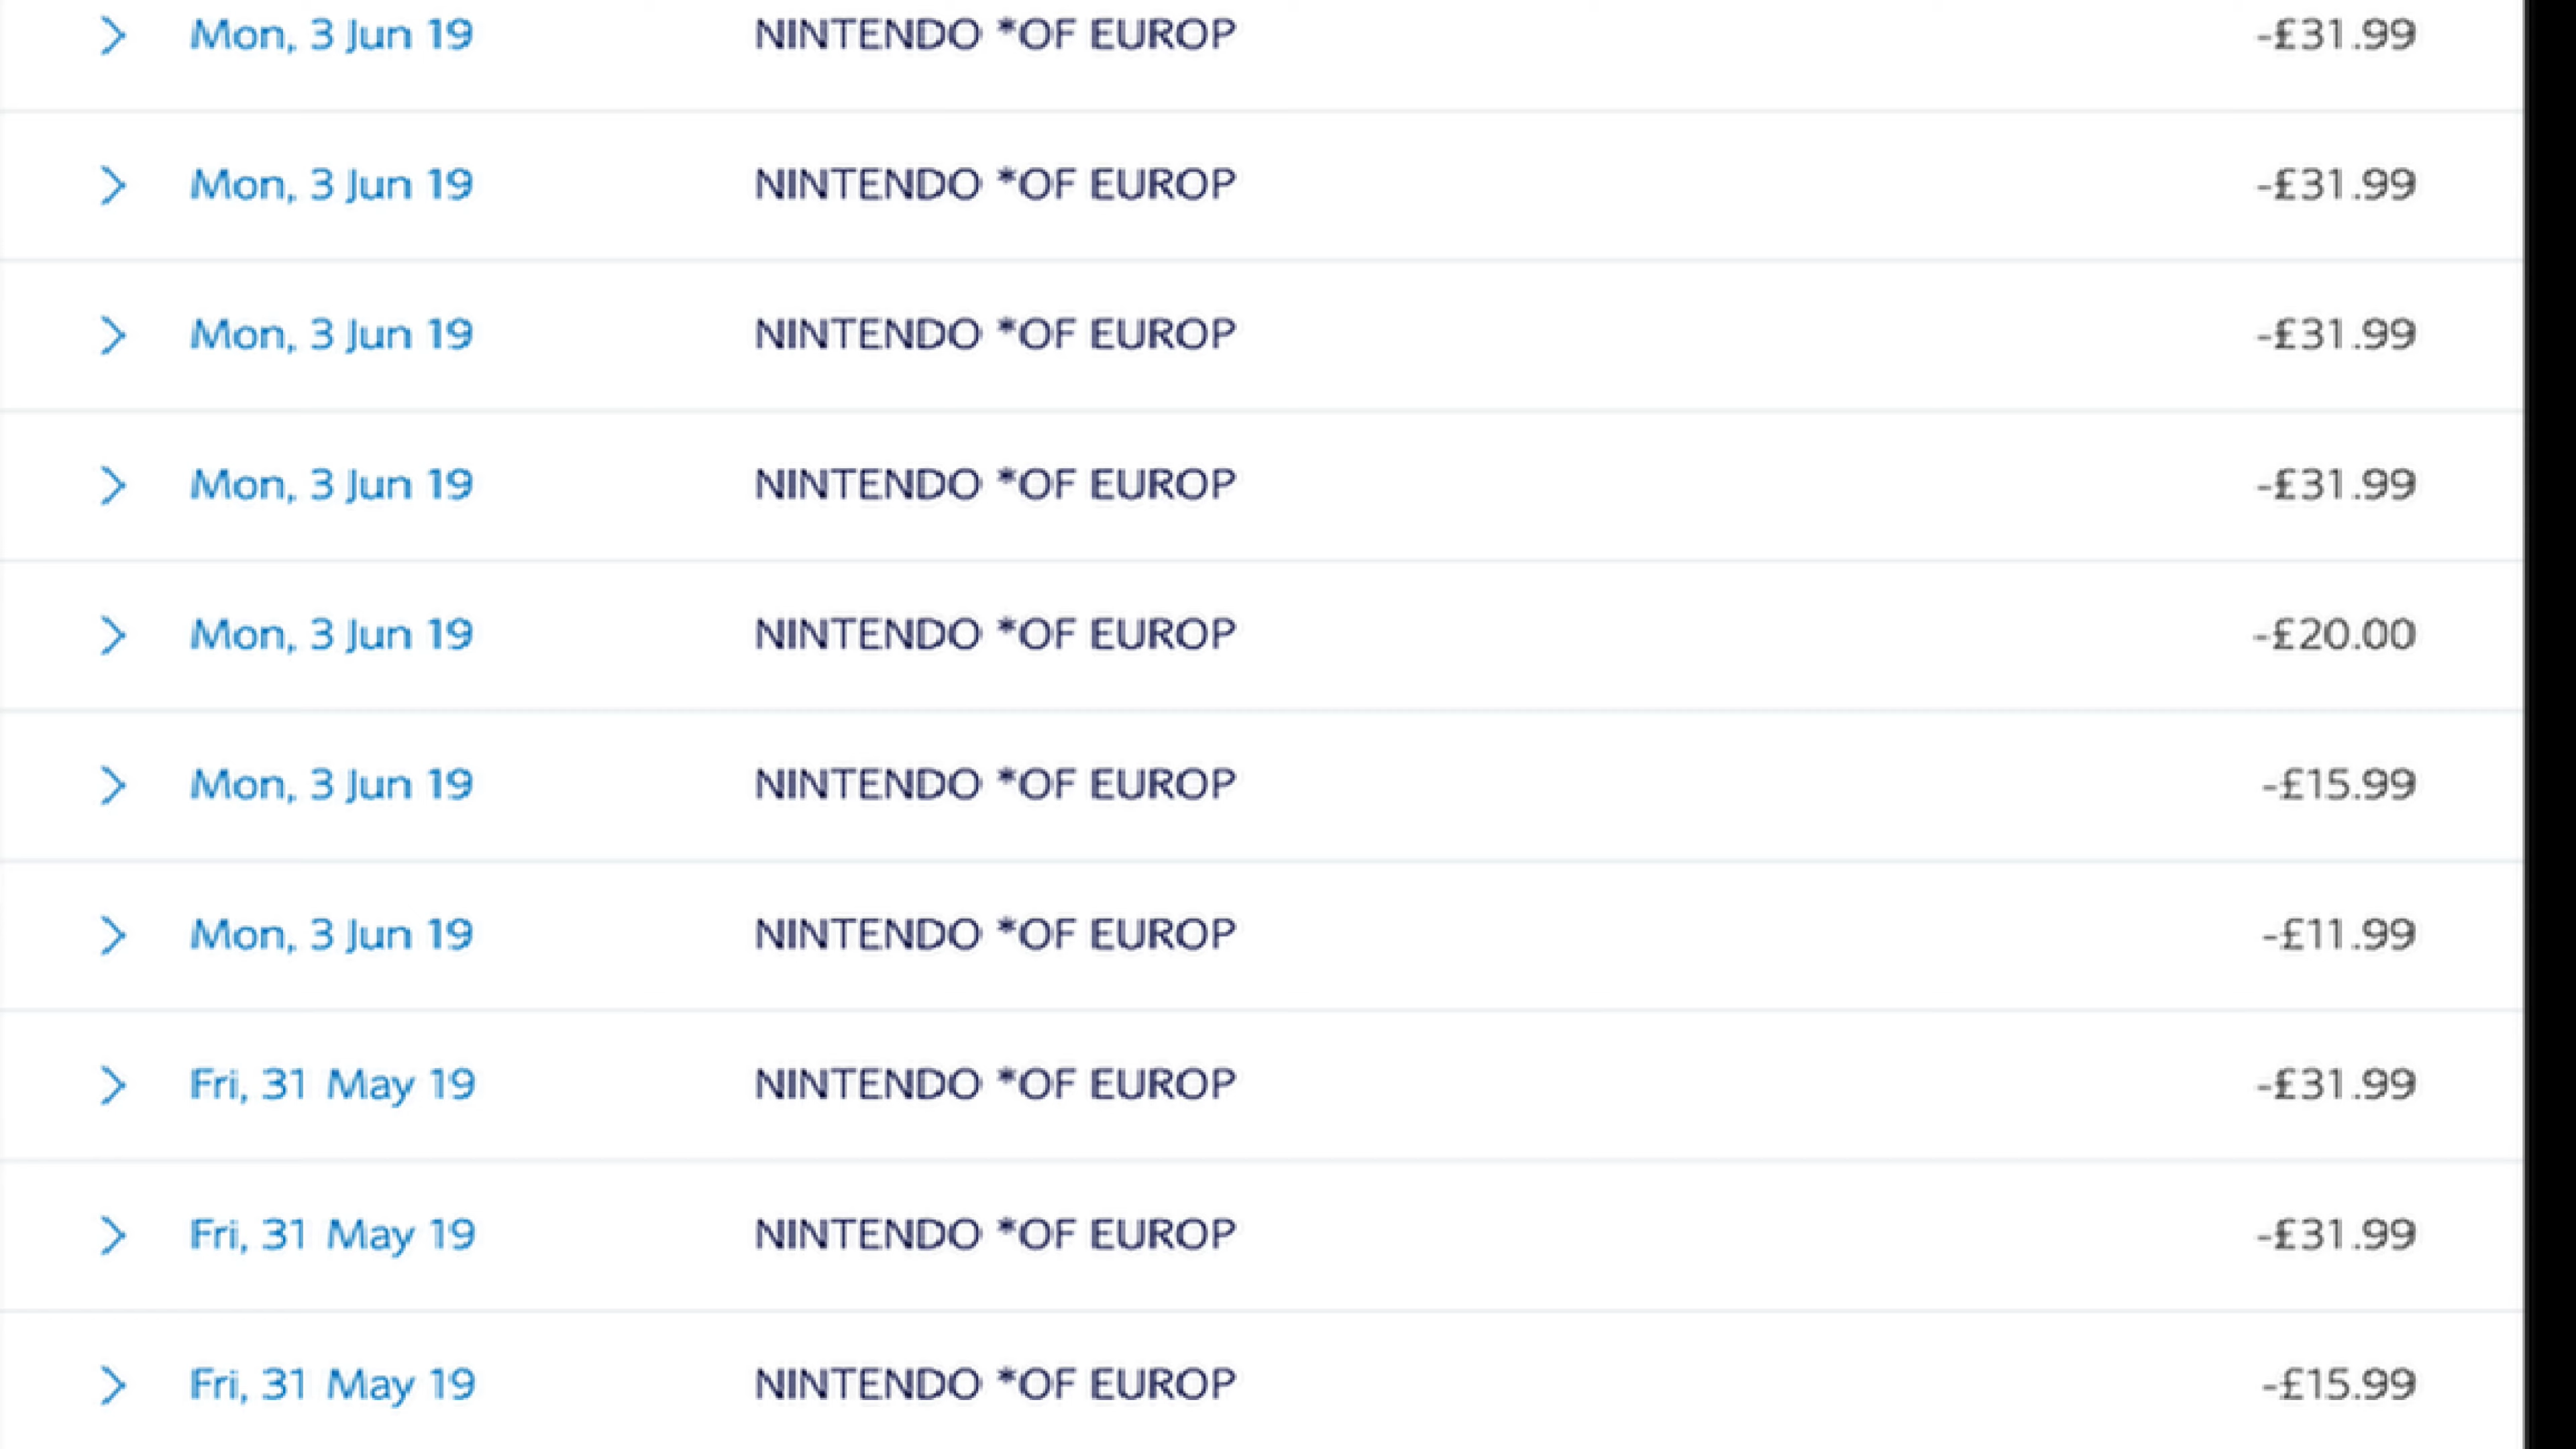 Mon, 3 Jun 19 NINTENDO *OF EUROP -£31.99
Mon, 3 Jun 19 NINTENDO *OF EUROP -£31.99
Mon, 3 Jun 19 NINTENDO *OF EUROP -£31.99
Mon, 3 Jun 19 NINTENDO *OF EUROP -£31.99
Mon, 3 Jun 19 NINTENDO *OF EUROP -£20.00
Mon, 3 Jun 19 NINTENDO *OF EUROP -£15.99
Mon, 3 Jun 19 NINTENDO *OF EUROP -£11.99
Fri, 31 May 19 NINTENDO *OF EUROP -£31.99
Fri, 31 May 19 NINTENDO *OF EUROP -£31.99
Fri, 31 May 19 NINTENDO *OF EUROP -£15.99